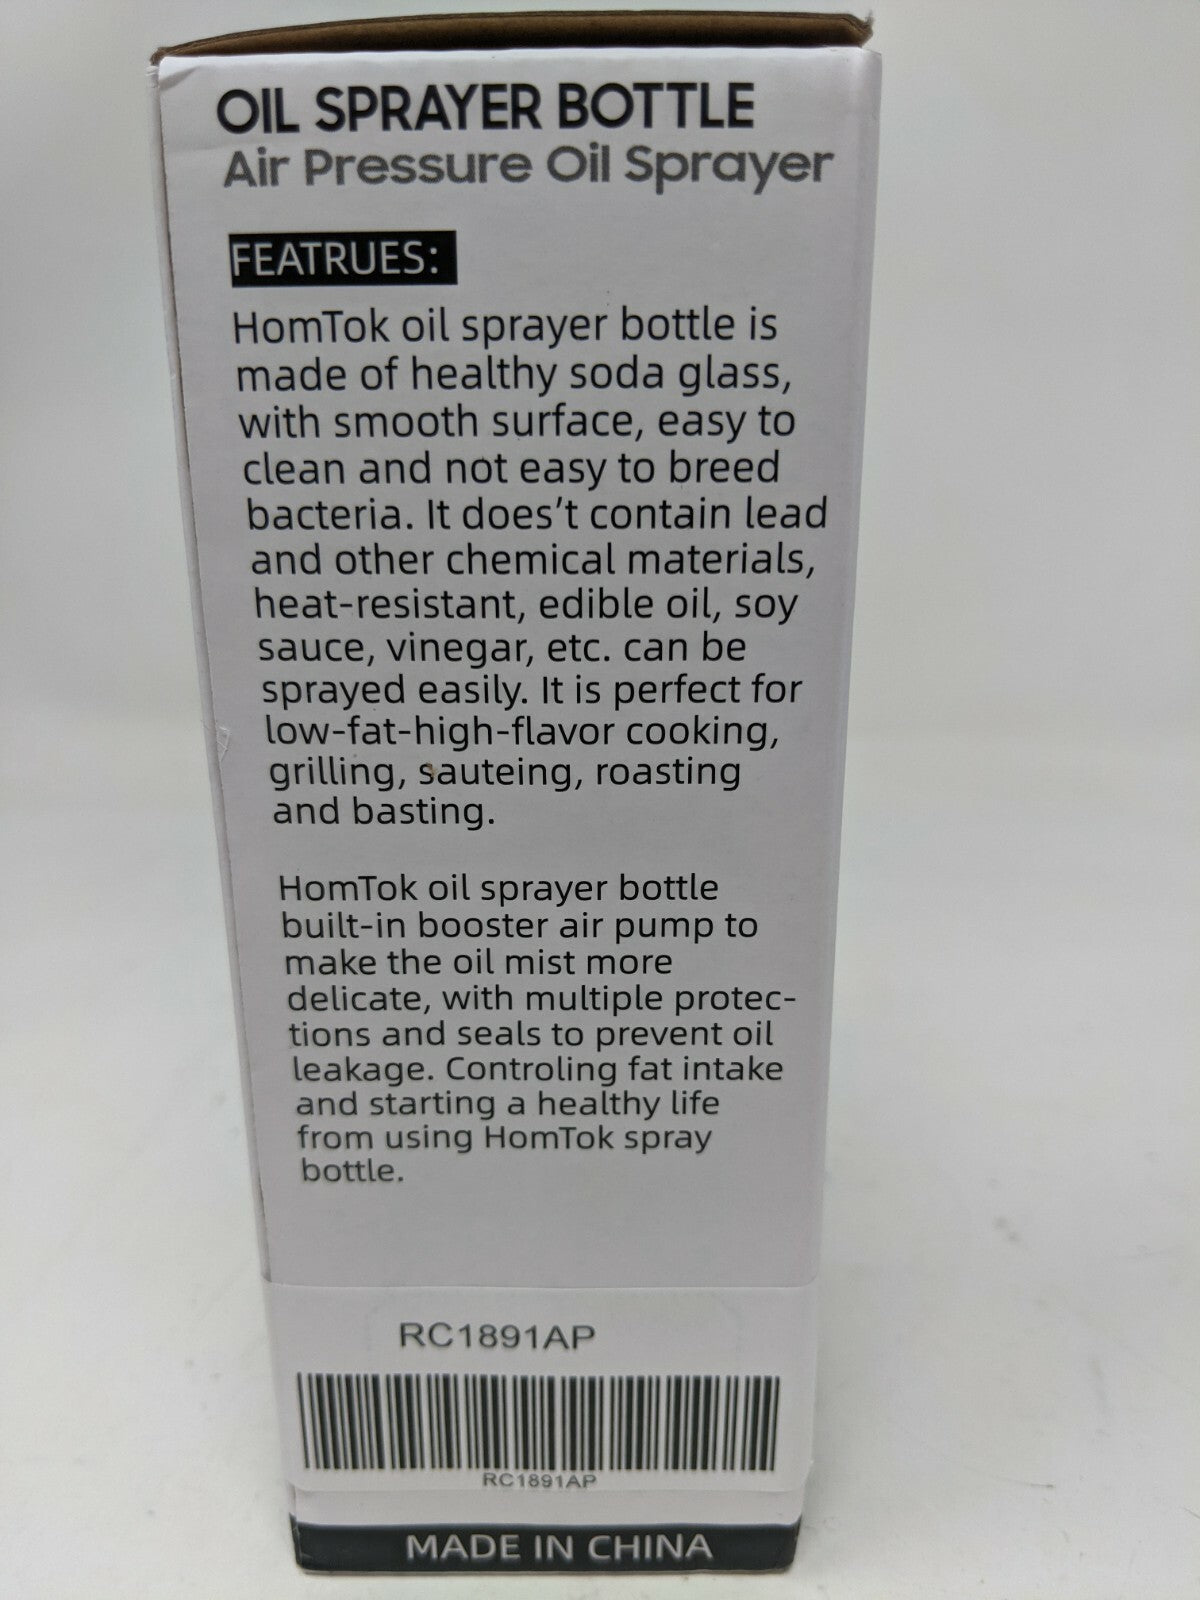 OIL SPRAYER BOTTLE
Air Pressure Oil Sprayer
FEATRUES:
HomTok oil sprayer bottle is
made of healthy soda glass,
with smooth surface, easy to
clean and not easy to breed
bacteria. It does't contain lead
and other chemical materials,
heat-resistant, edible oil, soy
sauce, vinegar, etc. can be
sprayed easily. It is perfect for
low-fat-high-flavor cooking,
grilling, sauteing, roasting
and basting.
HomTok oil sprayer bottle
built-in booster air pump to
make the oil mist more
delicate, with multiple protec-
tions and seals to prevent oil
leakage. Controling fat intake
and starting a healthy life
from using HomTok spray
bottle.
RC1891AP
RC1891AP
MADE IN CHINA